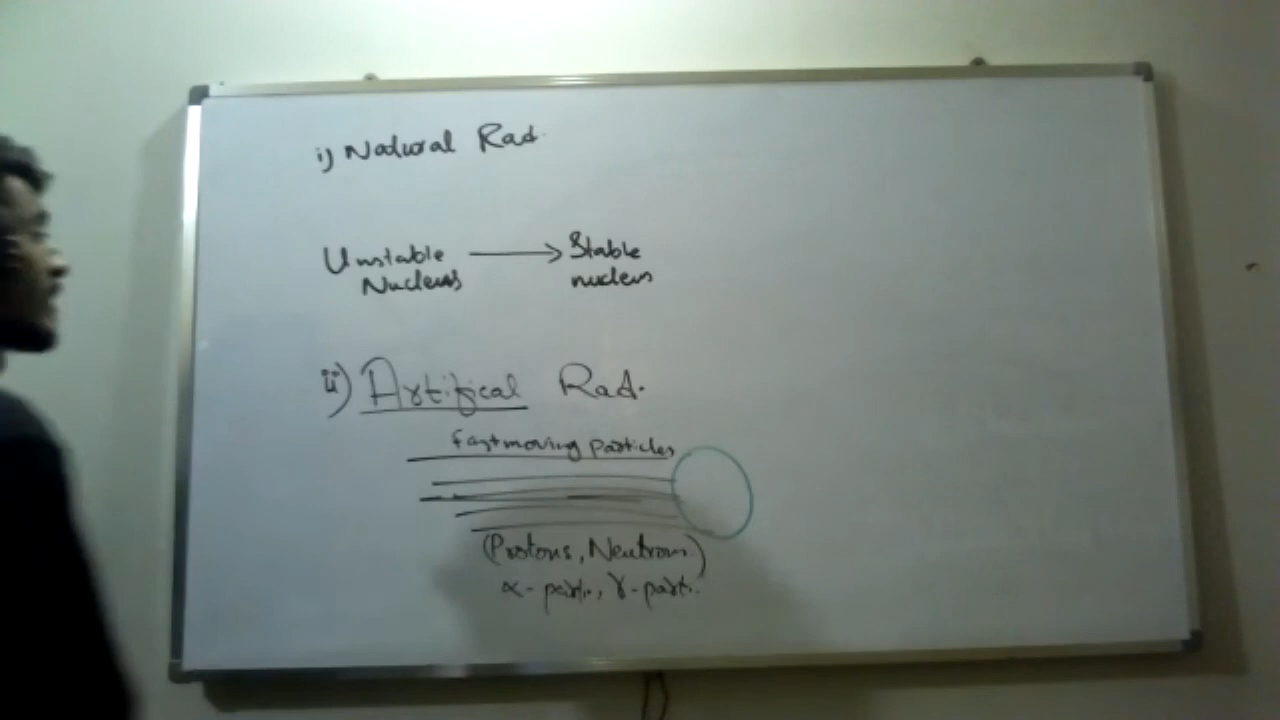 i) Natural Rad.
Unstable → Stable
Nucleus nucleus
ii) Artifical Rad.
fast moving particles
(Protons, Neutrons)
α- parti., γ- parti.